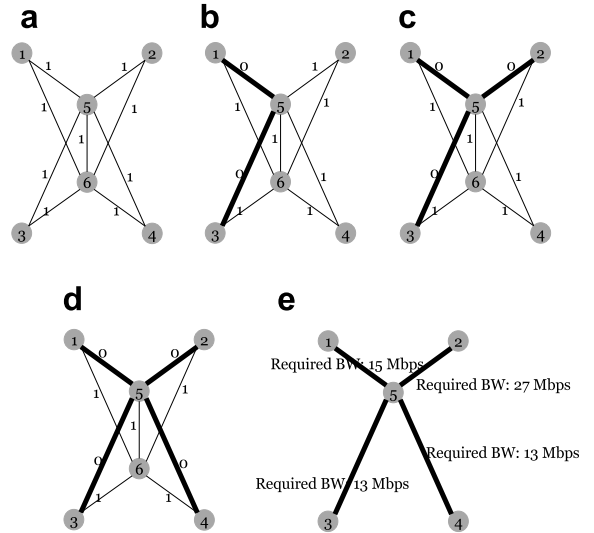 a b c
1 2 1 2 1 2
1 1 0 1 0 0
5 5 5
1 1 1 1 1 1
1 1 1
1 1 0 1 0 1
6 6 6
1 1 1 1 1 1
3 4 3 4 3 4
d e
1 2 1 2
0 0
Required BW: 15 Mbps
5 5
Required BW: 27 Mbps
1 1
1
Required BW: 13 Mbps
0 0
6
Required BW: 13 Mbps
1 1
3 4 3 4